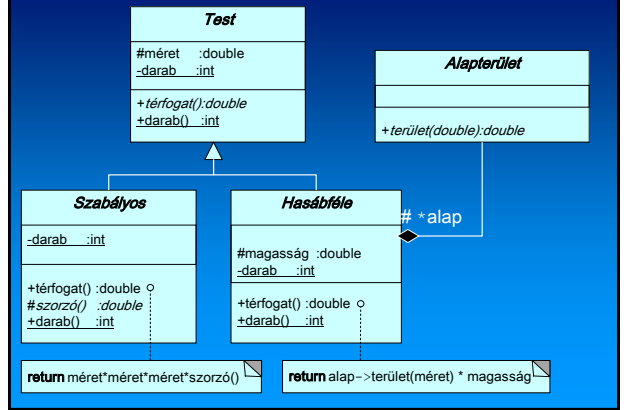 Test
#méret :double
-darab :int
+térfogat():double
+darab() :int
Alapterület
+terület(double):double
Szabályos
-darab :int
+térfogat() :double
#szorzó() :double
+darab() :int
Hasábféle
#magasság :double
-darab :int
+térfogat() :double
+darab() :int
# *alap
return méret*méret*méret*szorzó()
return alap->terület(méret) * magasság